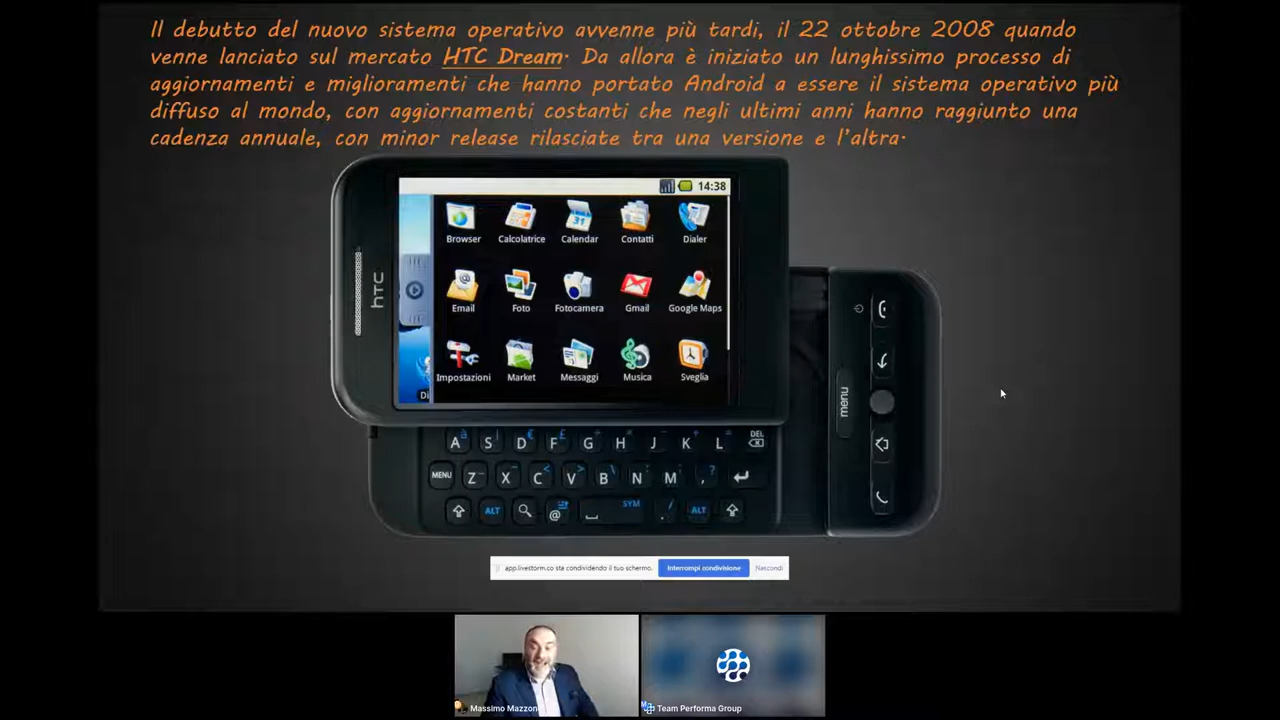 Il debutto del nuovo sistema operativo avvenne più tardi, il 22 ottobre 2008 quando
venne lanciato sul mercato HTC Dream. Da allora è iniziato un lunghissimo processo di
aggiornamenti e miglioramenti che hanno portato Android a essere il sistema operativo più
diffuso al mondo, con aggiornamenti costanti che negli ultimi anni hanno raggiunto una
cadenza annuale, con minor release rilasciate tra una versione e l'altra.
14:38
Browser Calcolatrice Calendar Contatti Dialer
Email Foto Fotocamera Gmail Google Maps
Impostazioni Market Messaggi Musica Sveglia
Di
hTC
menu
A S D F G H J K L DEL
MENU Z X C V B N M , ?
ALT @ SYM . / ALT
app.livestorm.co sta condividendo il tuo schermo. Interrompi condivisione Nascondi
Massimo Mazzon
Team Performa Group